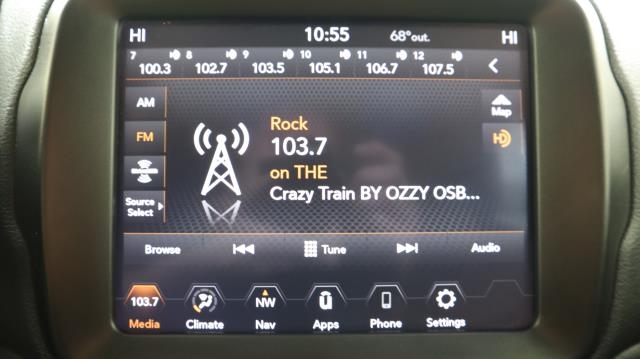 HI 10:55 68°out. HI
7 8 9 10 11 12
100.3 102.7 103.5 105.1 106.7 107.5
AM
Map
Rock
FM
103.7
on THE
Crazy Train BY OZZY OSB...
Source
Select
Browse Tune Audio
103.7 NW
Media Climate Nav Apps Phone Settings